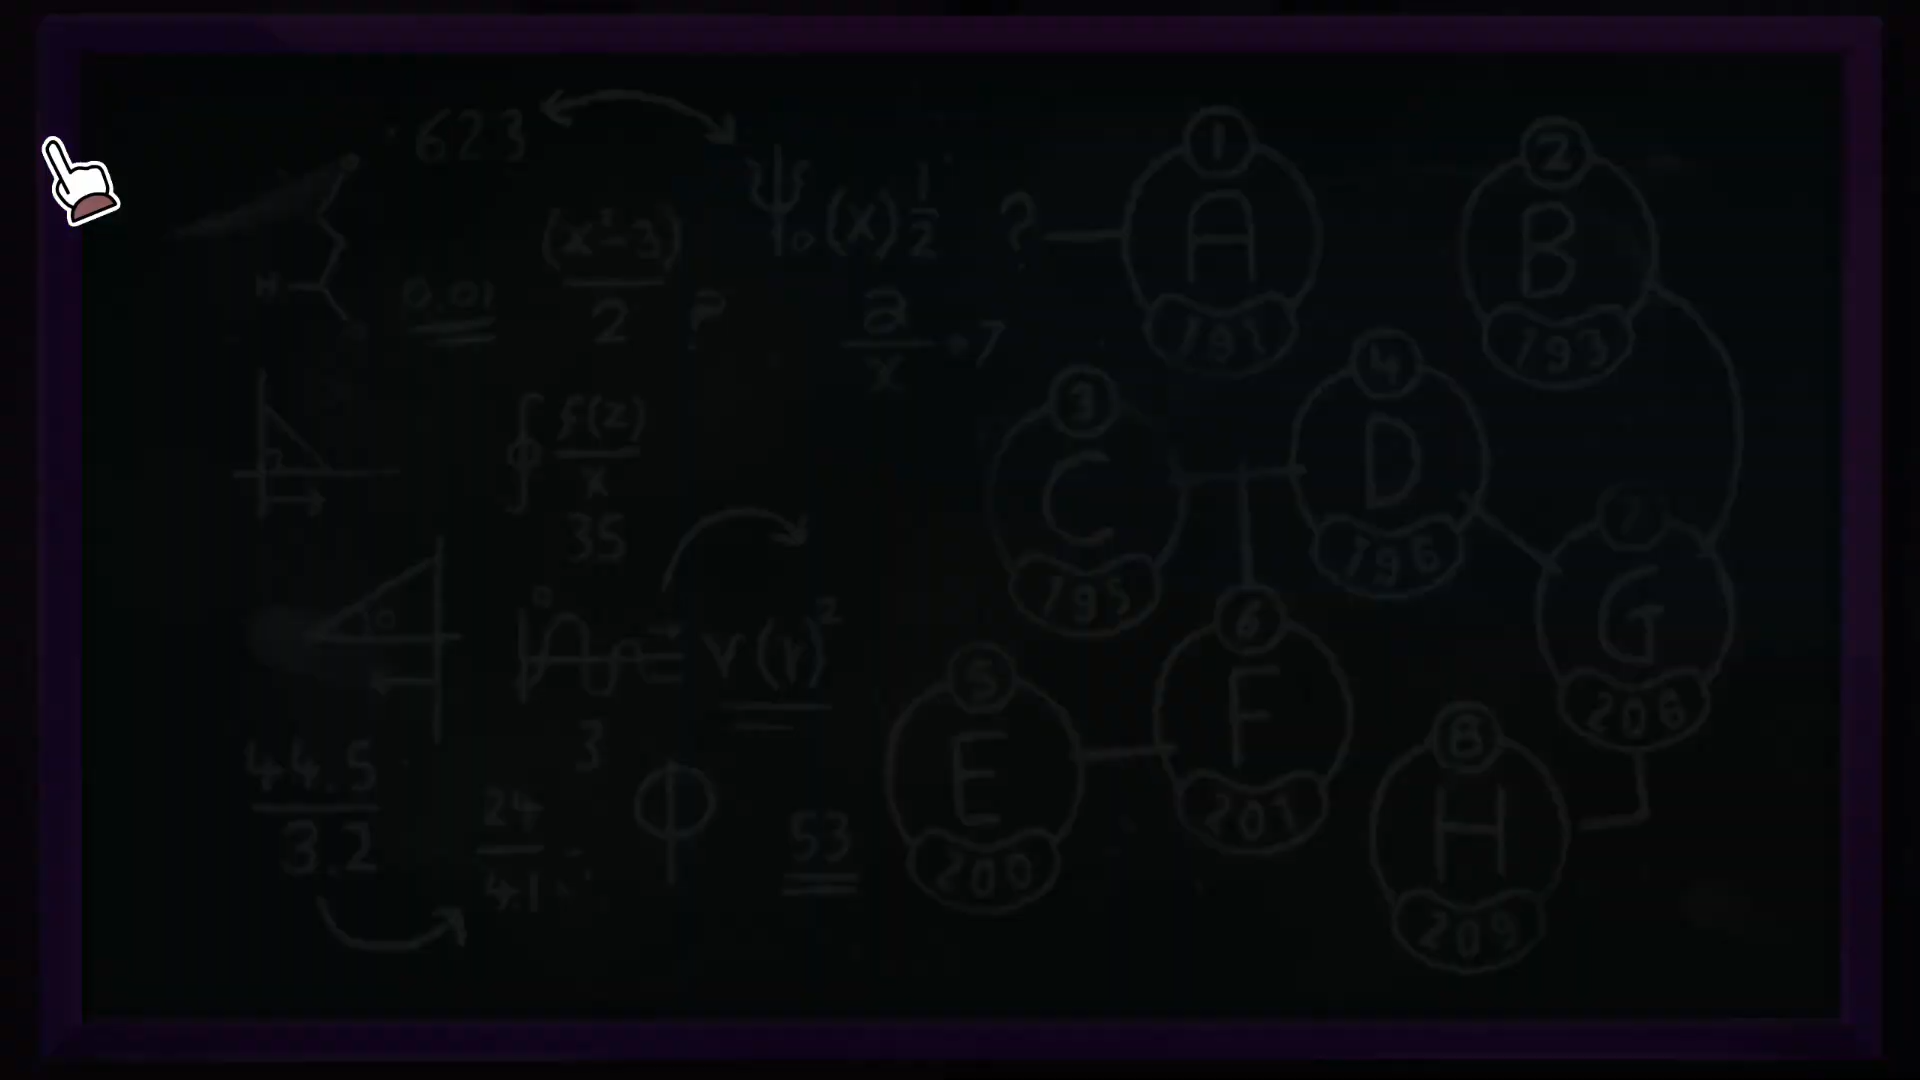 623
ψ₀(x) 1/2 ?
(x²-3)
2
?
0.01
H
a
x
7
f(z)
x
35
v(r)²
3
44.5
3.2
24
41
φ
53
1
A
191
2
B
193
3
C
195
4
D
196
5
E
200
6
F
201
7
G
206
8
H
209